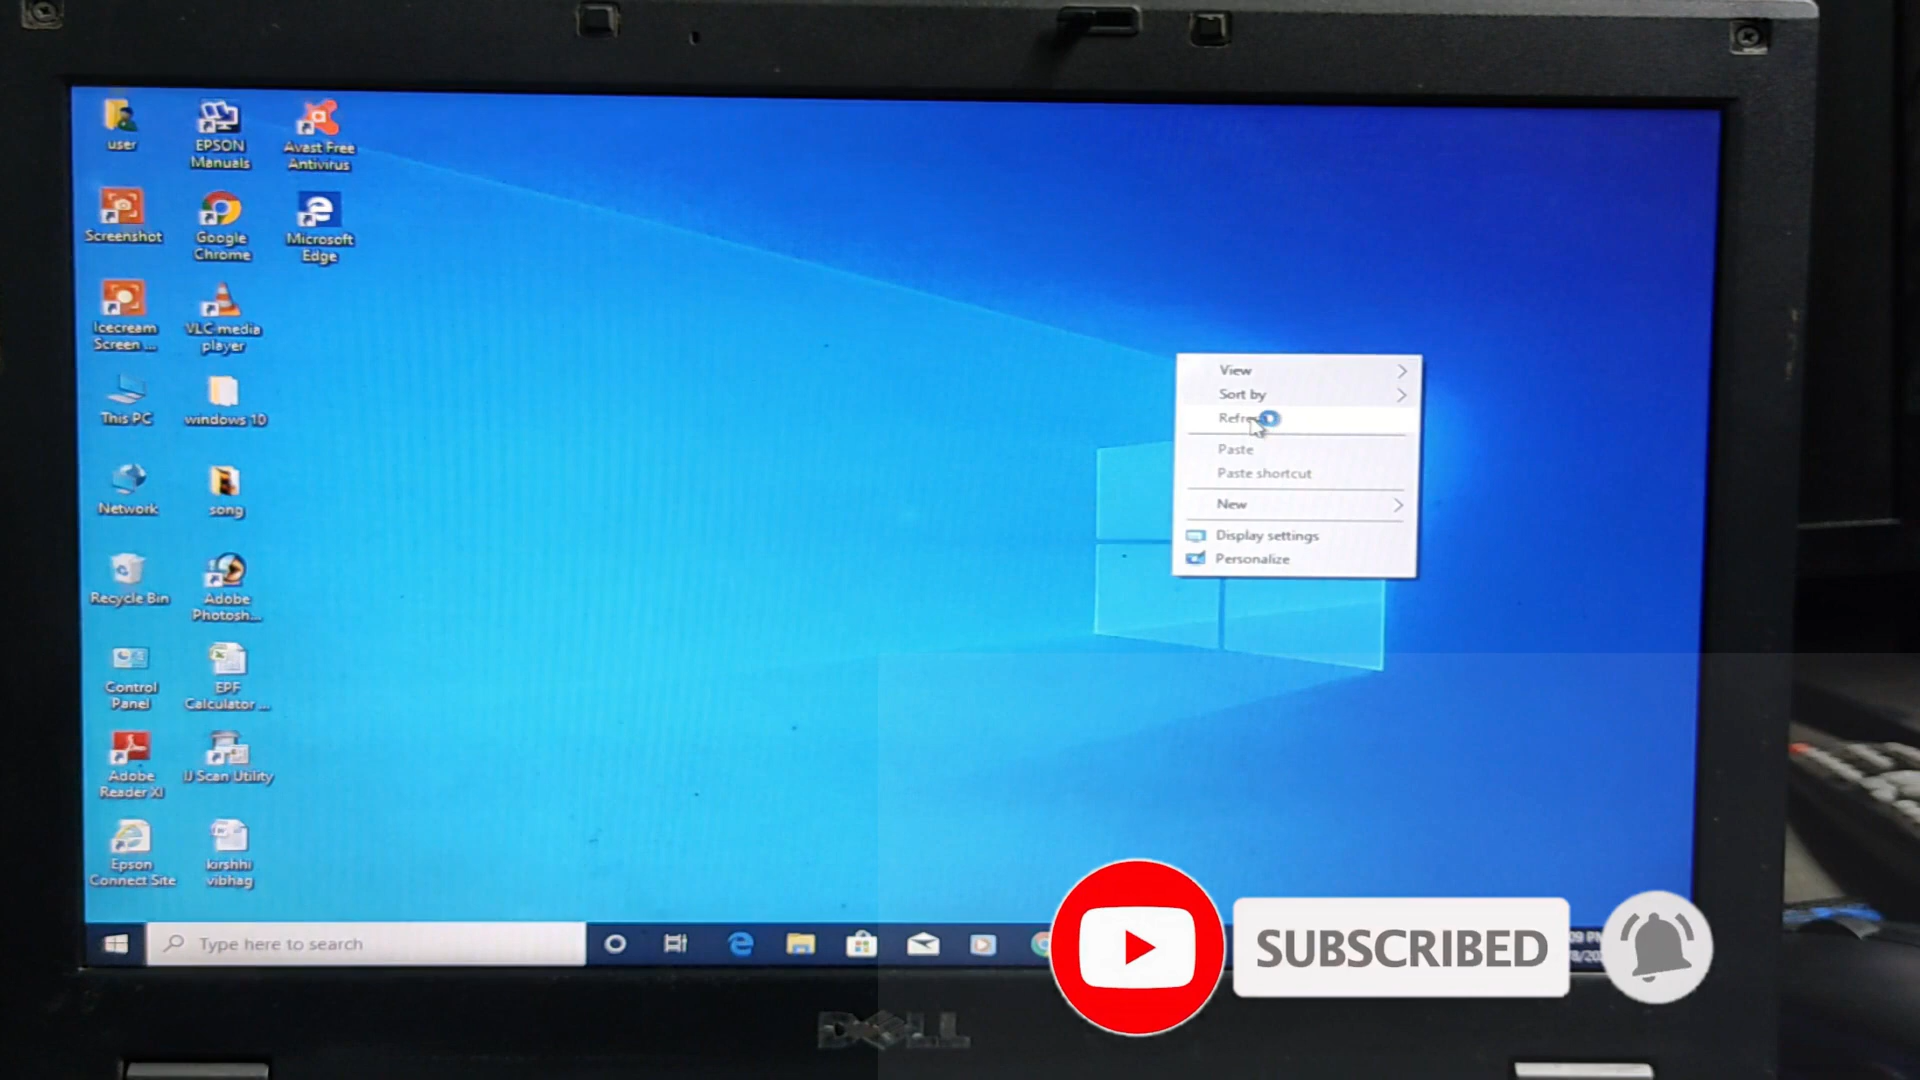 user
EPSON
Manuals
Avast Free
Antivirus
Screenshot
Google
Chrome
Microsoft
Edge
Icecream
Screen ...
VLC media
player
This PC
windows 10
Network
song
Recycle Bin
Adobe
Photosh...
Control
Panel
EPF
Calculator ...
Adobe
Reader XI
IJ Scan Utility
Epson
Connect Site
kirshhi
vibhag
View
Sort by
Paste
Paste shortcut
New
Display settings
Personalize
Type here to search
SUBSCRIBED
DELL